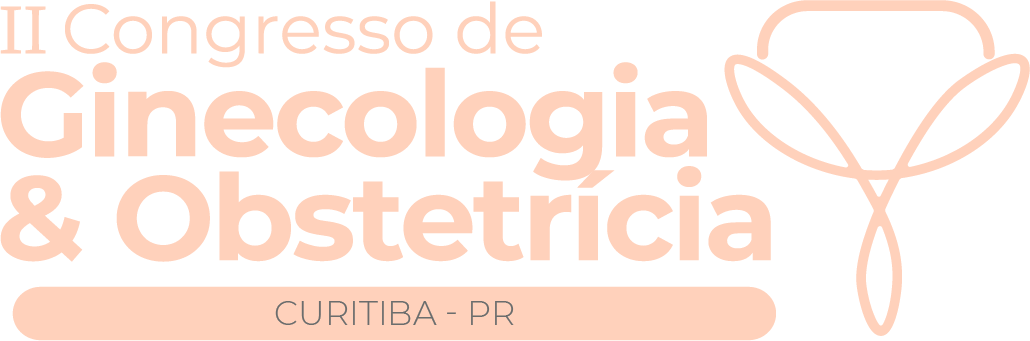 II Congresso de
Ginecologia
& Obstetrícia
CURITIBA - PR